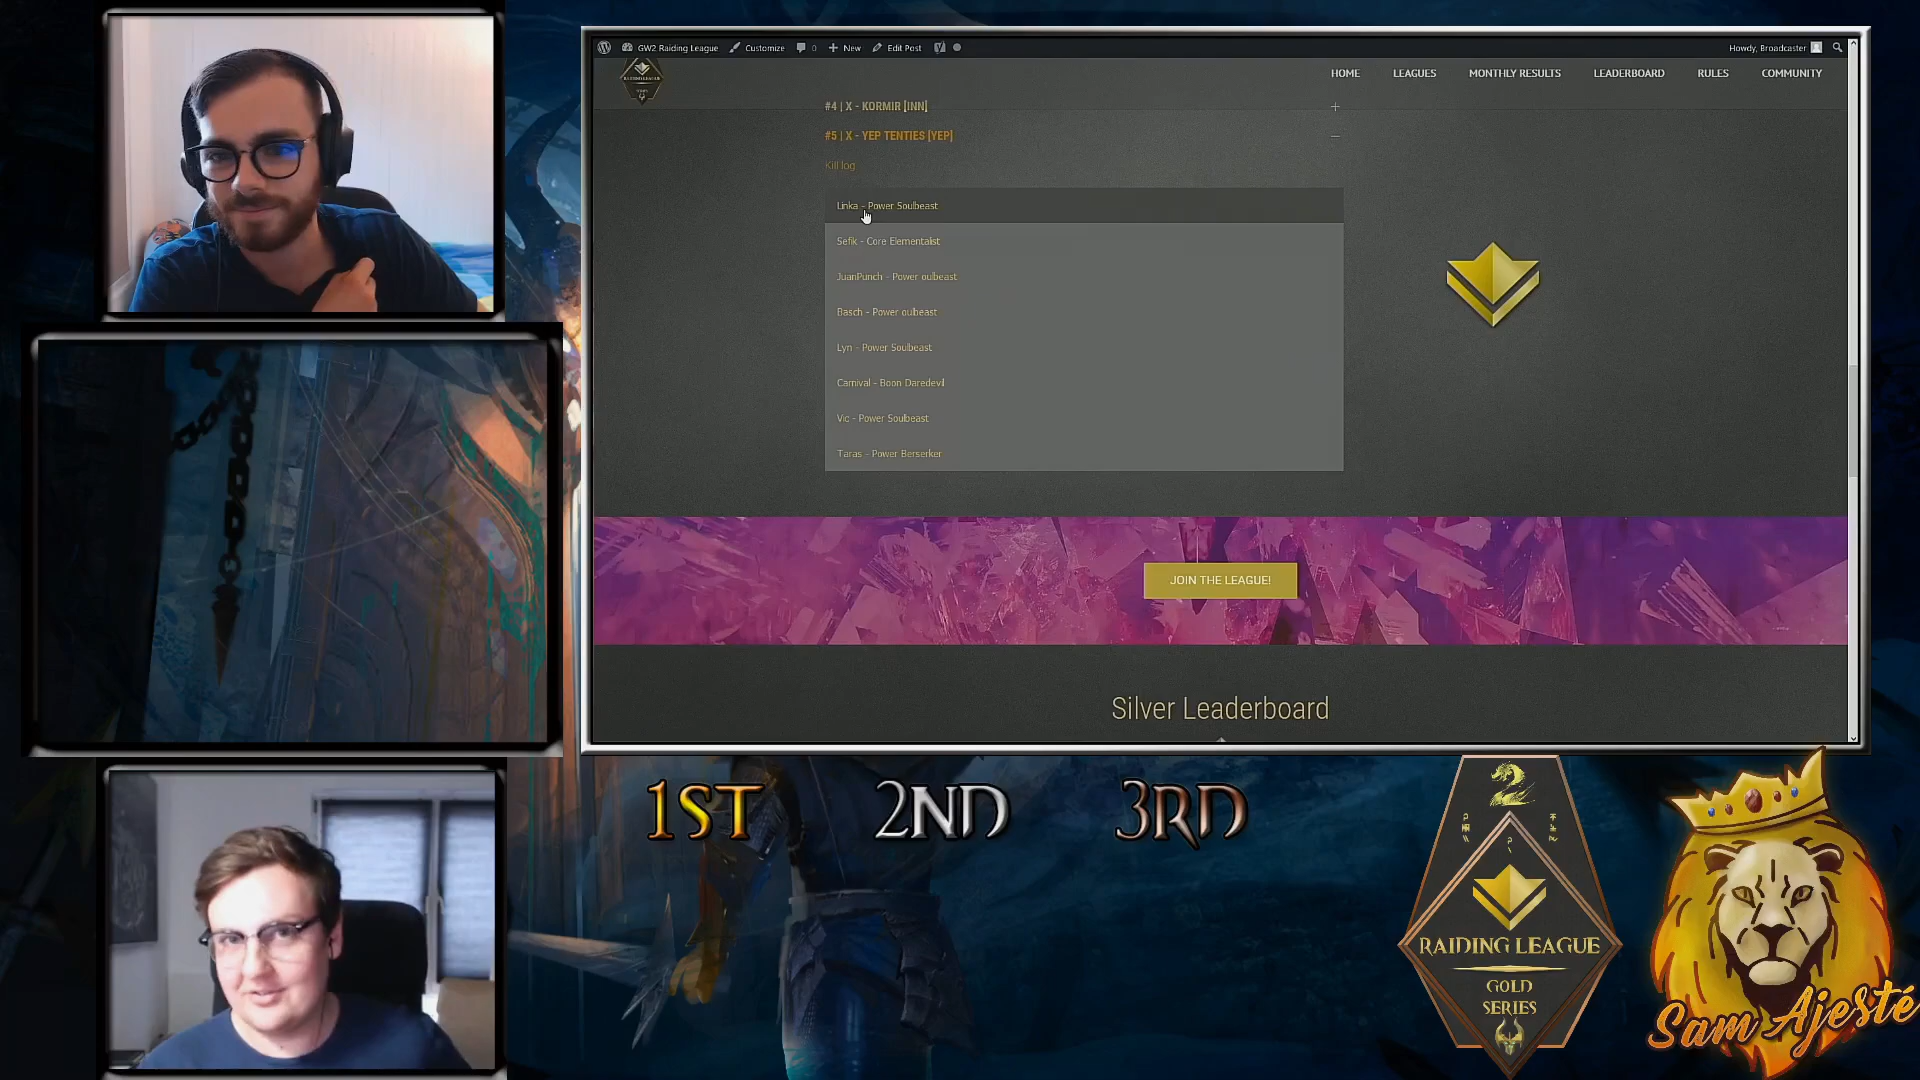 GW2 Raiding League
Customize
0
New
Edit Post
Howdy, Broadcaster
HOME
LEAGUES
MONTHLY RESULTS
LEADERBOARD
RULES
COMMUNITY
#4 | X - KORMIR [INN]
#5 | X - YEP TENTIES [YEP]
Kill log
Linka - Power Soulbeast
Sefik - Core Elementalist
JuanPunch - Power oulbeast
Basch - Power oulbeast
Lyn - Power Soulbeast
Carnival - Boon Daredevil
Vic - Power Soulbeast
Taras - Power Berserker
JOIN THE LEAGUE!
Silver Leaderboard
1ST
2ND
3RD
2
RAIDING LEAGUE
GOLD
SERIES
Sam Ajesté